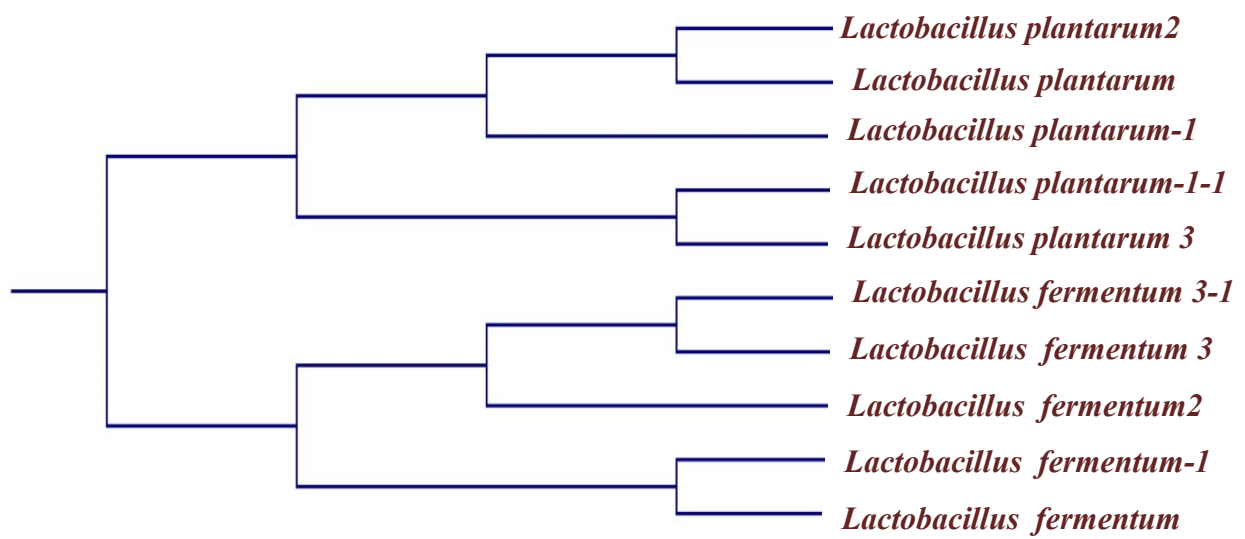 Lactobacillus plantarum2
Lactobacillus plantarum
Lactobacillus plantarum-1
Lactobacillus plantarum-1-1
Lactobacillus plantarum 3
Lactobacillus fermentum 3-1
Lactobacillus fermentum 3
Lactobacillus fermentum2
Lactobacillus fermentum-1
Lactobacillus fermentum